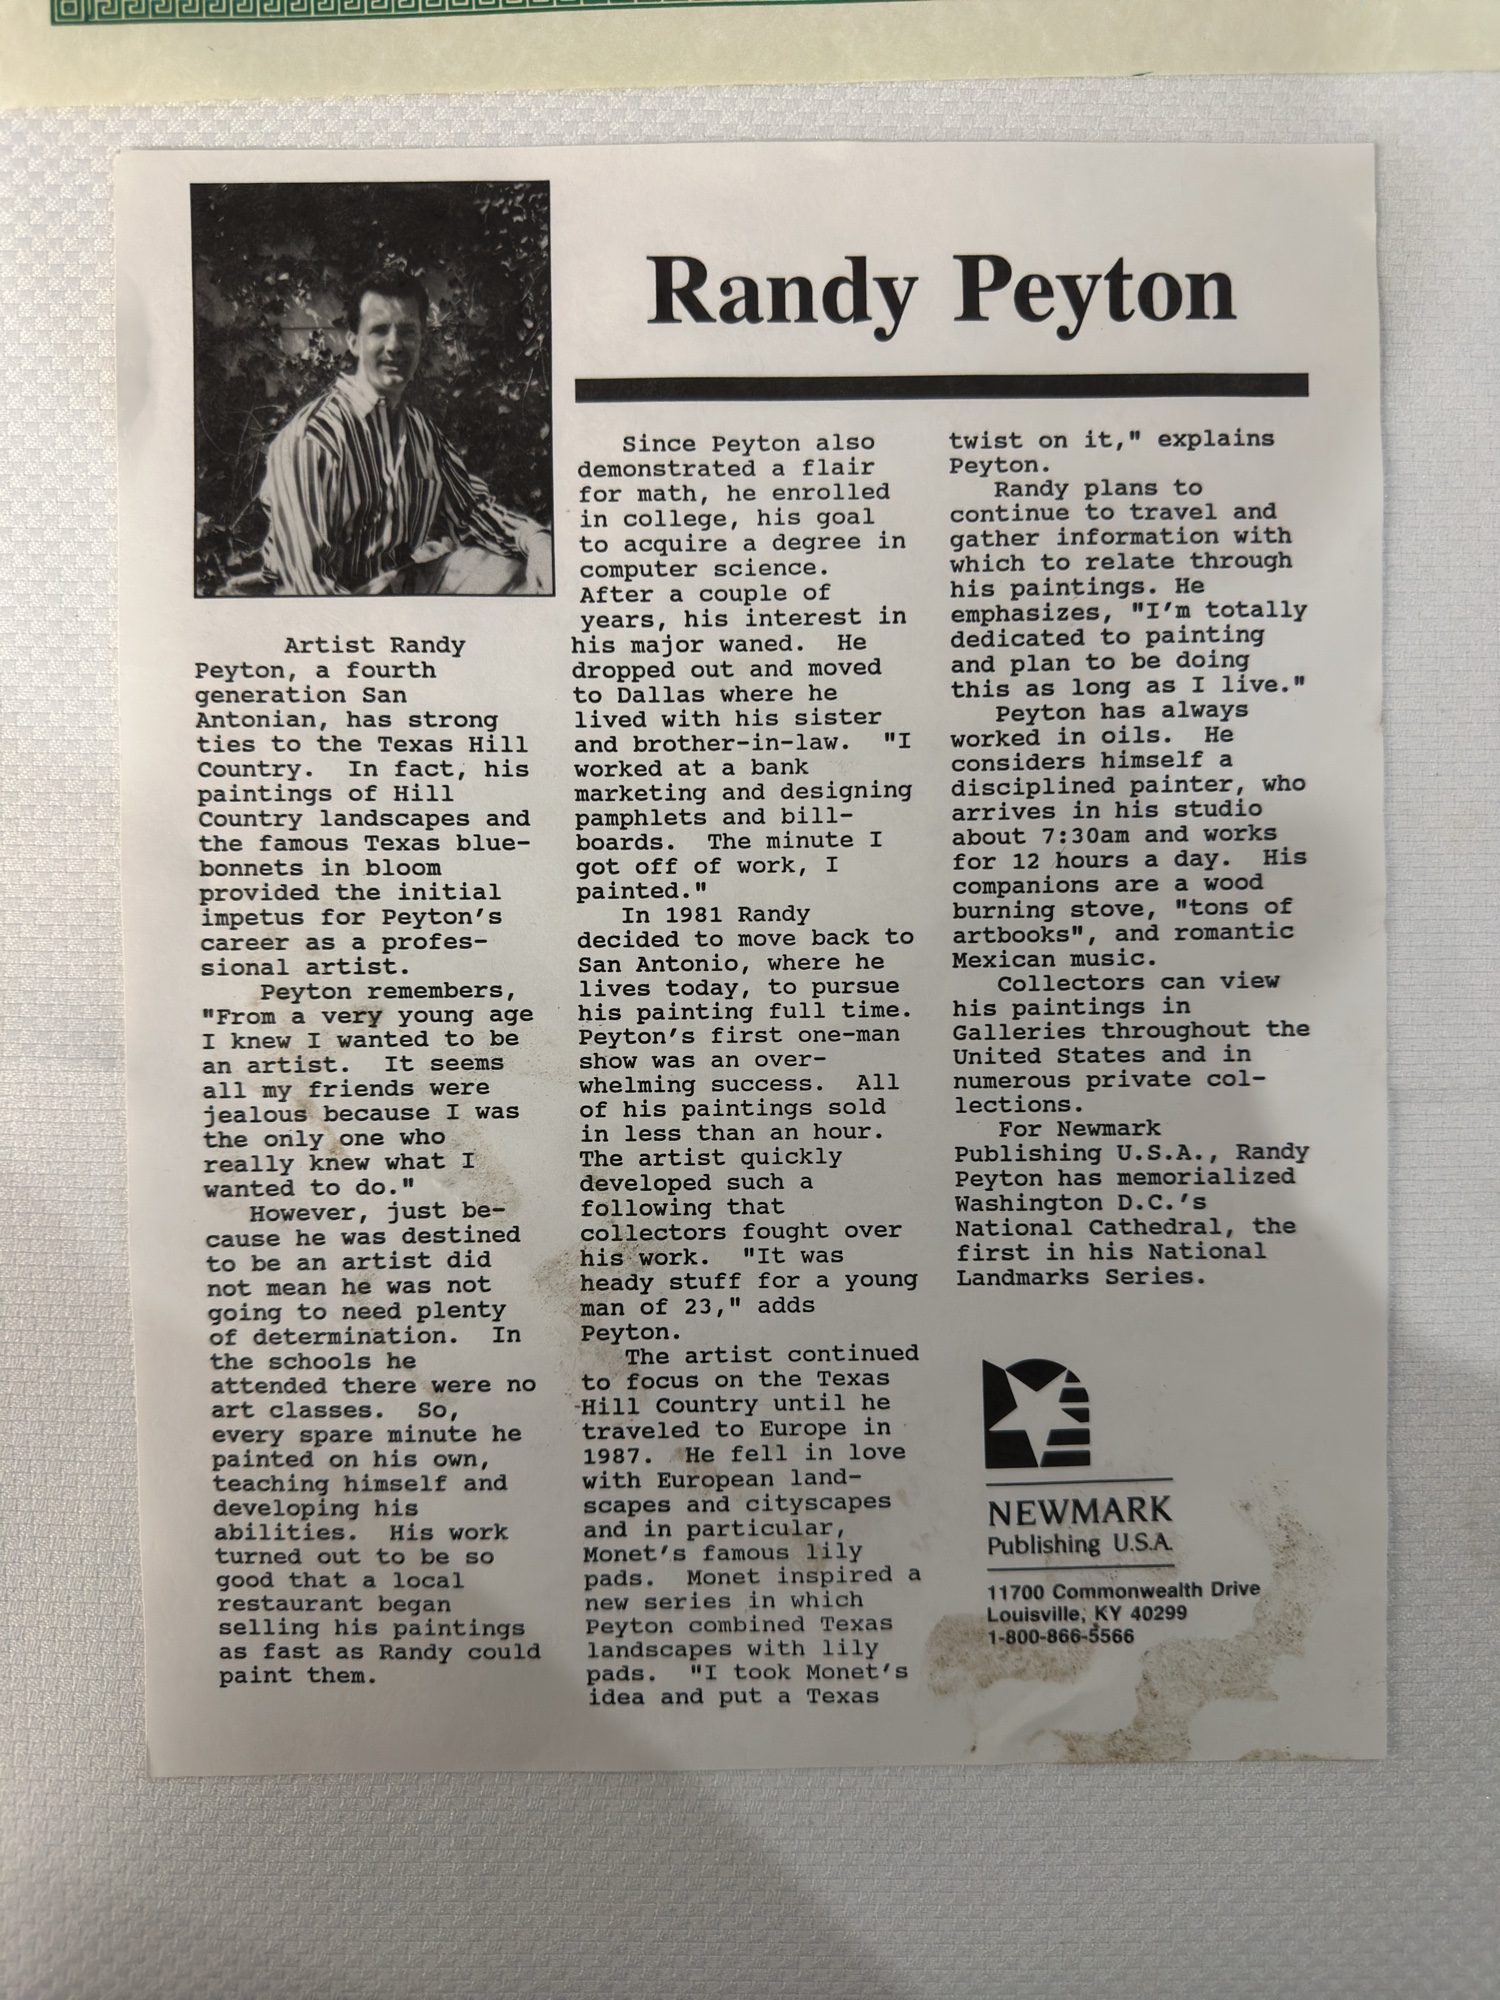 Randy Peyton
Artist Randy
Peyton, a fourth
generation San
Antonian, has strong
ties to the Texas Hill
Country. In fact, his
paintings of Hill
Country landscapes and
the famous Texas blue-
bonnets in bloom
provided the initial
impetus for Peyton's
career as a profes-
sional artist.
Peyton remembers,
"From a very young age
I knew I wanted to be
an artist. It seems
all my friends were
jealous because I was
the only one who
really knew what I
wanted to do."
However, just be-
cause he was destined
to be an artist did
not mean he was not
going to need plenty
of determination. In
the schools he
attended there were no
art classes. So,
every spare minute he
painted on his own,
teaching himself and
developing his
abilities. His work
turned out to be so
good that a local
restaurant began
selling his paintings
as fast as Randy could
paint them.
Since Peyton also
demonstrated a flair
for math, he enrolled
in college, his goal
to acquire a degree in
computer science.
After a couple of
years, his interest in
his major waned. He
dropped out and moved
to Dallas where he
lived with his sister
and brother-in-law. "I
worked at a bank
marketing and designing
pamphlets and bill-
boards. The minute I
got off of work, I
painted."
In 1981 Randy
decided to move back to
San Antonio, where he
lives today, to pursue
his painting full time.
Peyton's first one-man
show was an over-
whelming success. All
of his paintings sold
in less than an hour.
The artist quickly
developed such a
following that
collectors fought over
his work. "It was
heady stuff for a young
man of 23," adds
Peyton.
The artist continued
to focus on the Texas
Hill Country until he
traveled to Europe in
1987. He fell in love
with European land-
scapes and cityscapes
and in particular,
Monet's famous lily
pads. Monet inspired a
new series in which
Peyton combined Texas
landscapes with lily
pads. "I took Monet's
idea and put a Texas
twist on it," explains
Peyton.
Randy plans to
continue to travel and
gather information with
which to relate through
his paintings. He
emphasizes, "I'm totally
dedicated to painting
and plan to be doing
this as long as I live."
Peyton has always
worked in oils. He
considers himself a
disciplined painter, who
arrives in his studio
about 7:30am and works
for 12 hours a day. His
companions are a wood
burning stove, "tons of
artbooks", and romantic
Mexican music.
Collectors can view
his paintings in
Galleries throughout the
United States and in
numerous private col-
lections.
For Newmark
Publishing U.S.A., Randy
Peyton has memorialized
Washington D.C.'s
National Cathedral, the
first in his National
Landmarks Series.
NEWMARK
Publishing U.S.A.
11700 Commonwealth Drive
Louisville, KY 40299
1-800-866-5566